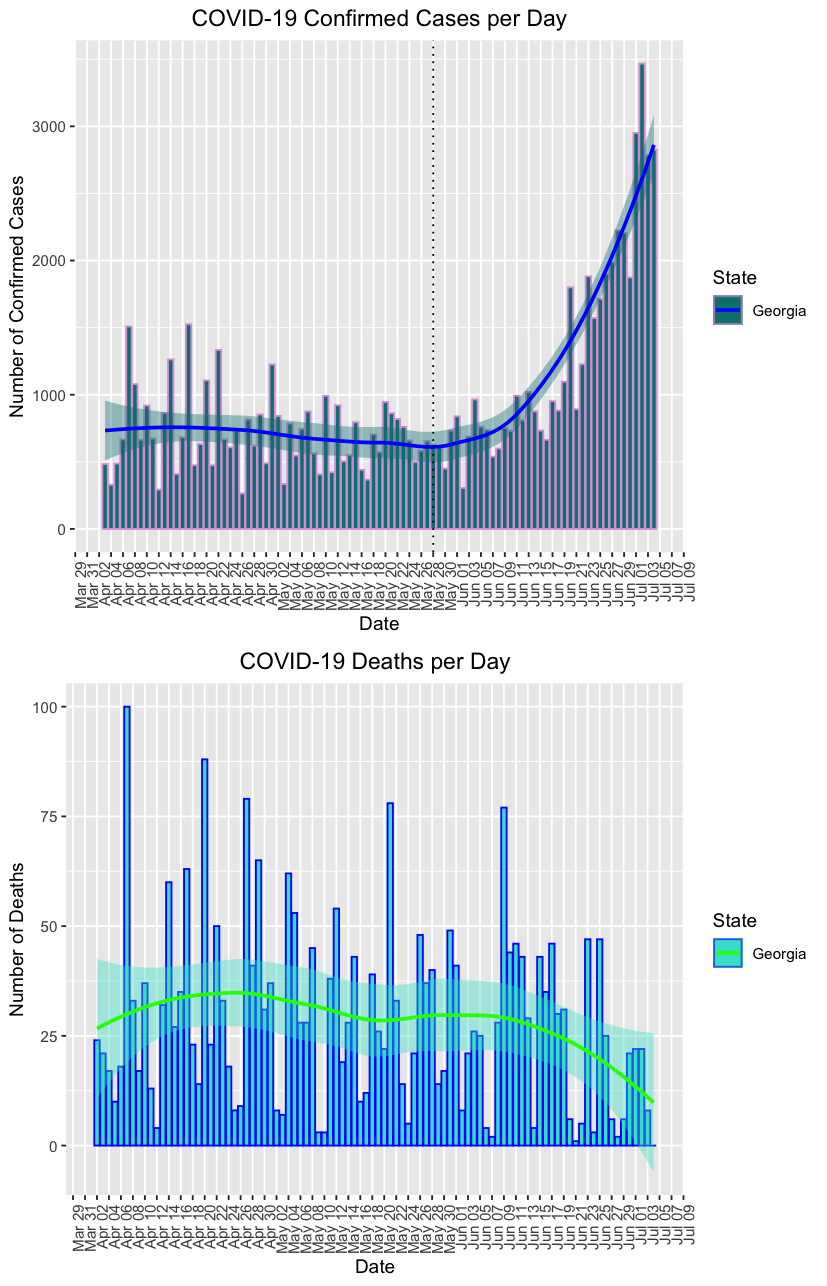 COVID-19 Confirmed Cases per Day
Number of Confirmed Cases
3000
2000
1000
0
Mar 29
Mar 31
Apr 02
Apr 04
Apr 06
Apr 08
Apr 10
Apr 12
Apr 14
Apr 16
Apr 18
Apr 20
Apr 22
Apr 24
Apr 26
Apr 28
Apr 30
May 02
May 04
May 06
May 08
May 10
May 12
May 14
May 16
May 18
May 20
May 22
May 24
May 26
May 28
May 30
Jun 01
Jun 03
Jun 05
Jun 07
Jun 09
Jun 11
Jun 13
Jun 15
Jun 17
Jun 19
Jun 21
Jun 23
Jun 25
Jun 27
Jun 29
Jul 01
Jul 03
Jul 05
Jul 07
Jul 09
Date
State
Georgia
COVID-19 Deaths per Day
Number of Deaths
100
75
50
25
0
Mar 29
Mar 31
Apr 02
Apr 04
Apr 06
Apr 08
Apr 10
Apr 12
Apr 14
Apr 16
Apr 18
Apr 20
Apr 22
Apr 24
Apr 26
Apr 28
Apr 30
May 02
May 04
May 06
May 08
May 10
May 12
May 14
May 16
May 18
May 20
May 22
May 24
May 26
May 28
May 30
Jun 01
Jun 03
Jun 05
Jun 07
Jun 09
Jun 11
Jun 13
Jun 15
Jun 17
Jun 19
Jun 21
Jun 23
Jun 25
Jun 27
Jun 29
Jul 01
Jul 03
Jul 05
Jul 07
Jul 09
Date
State
Georgia